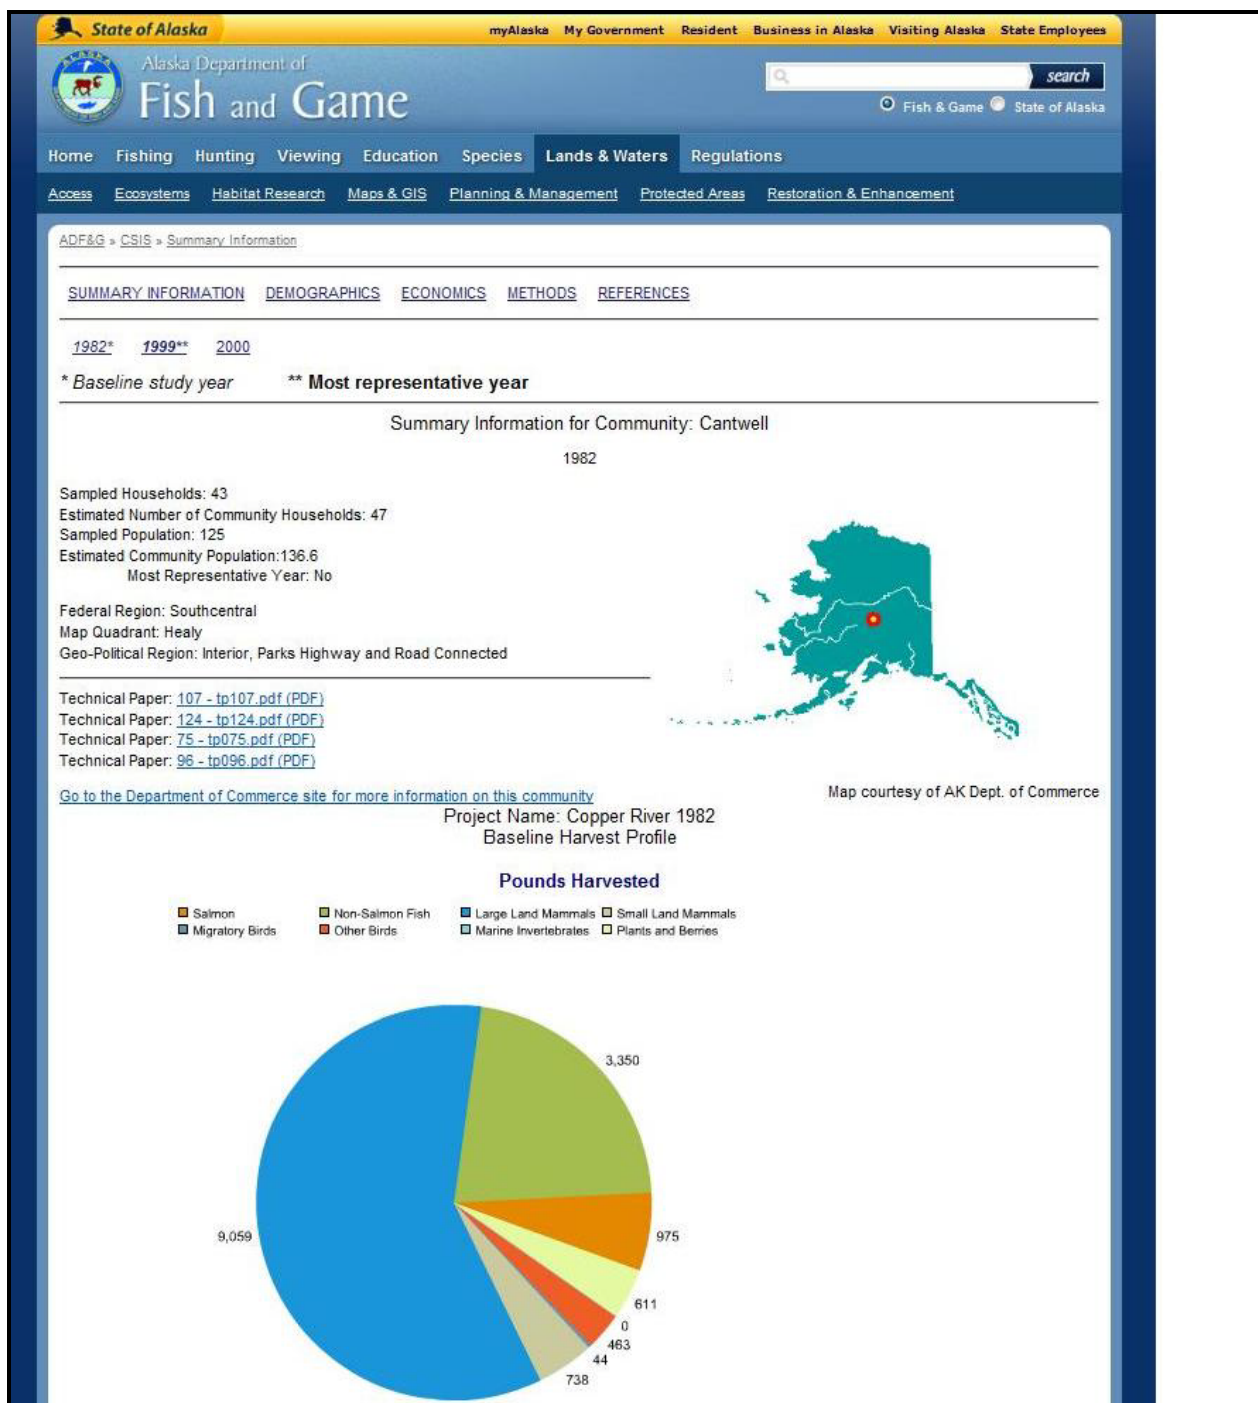 State of Alaska
myAlaska My Government Resident Business in Alaska Visiting Alaska State Employees
Alaska Department of
Fish and Game
search
Fish & Game State of Alaska
Home Fishing Hunting Viewing Education Species Lands & Waters Regulations
Access Ecosystems Habitat Research Maps & GIS Planning & Management Protected Areas Restoration & Enhancement
ADF&G » CSIS » Summary Information
SUMMARY INFORMATION DEMOGRAPHICS ECONOMICS METHODS REFERENCES
1982* 1999** 2000
* Baseline study year ** Most representative year
Summary Information for Community: Cantwell
1982
Sampled Households: 43
Estimated Number of Community Households: 47
Sampled Population: 125
Estimated Community Population:136.6
Most Representative Year: No
Federal Region: Southcentral
Map Quadrant: Healy
Geo-Political Region: Interior, Parks Highway and Road Connected
Technical Paper: 107 - tp107.pdf (PDF)
Technical Paper: 124 - tp124.pdf (PDF)
Technical Paper: 75 - tp075.pdf (PDF)
Technical Paper: 96 - tp096.pdf (PDF)
Go to the Department of Commerce site for more information on this community
Map courtesy of AK Dept. of Commerce
Project Name: Copper River 1982
Baseline Harvest Profile
Pounds Harvested
Salmon Non-Salmon Fish Large Land Mammals Small Land Mammals
Migratory Birds Other Birds Marine Invertebrates Plants and Berries
3,350
9,059
975
611
0
463
44
738